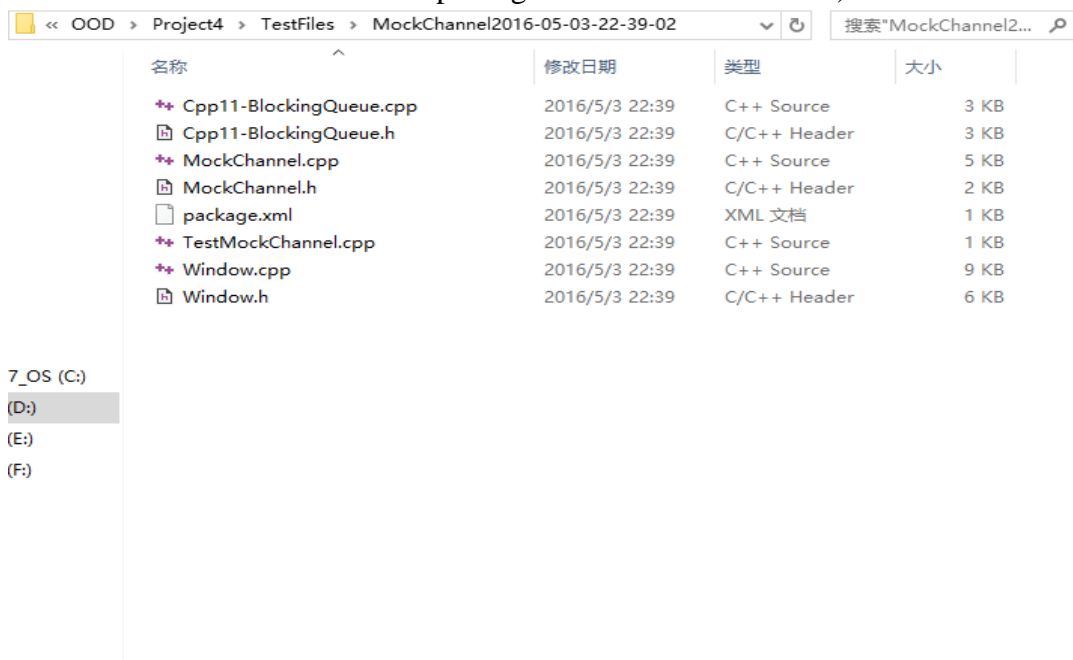 « OOD > Project4 > TestFiles > MockChannel2016-05-03-22-39-02 搜索"MockChannel2...
名称 修改日期 类型 大小
Cpp11-BlockingQueue.cpp 2016/5/3 22:39 C++ Source 3 KB
Cpp11-BlockingQueue.h 2016/5/3 22:39 C/C++ Header 3 KB
MockChannel.cpp 2016/5/3 22:39 C++ Source 5 KB
MockChannel.h 2016/5/3 22:39 C/C++ Header 2 KB
package.xml 2016/5/3 22:39 XML 文档 1 KB
TestMockChannel.cpp 2016/5/3 22:39 C++ Source 1 KB
Window.cpp 2016/5/3 22:39 C++ Source 9 KB
Window.h 2016/5/3 22:39 C/C++ Header 6 KB
7_OS (C:)
(D:)
(E:)
(F:)